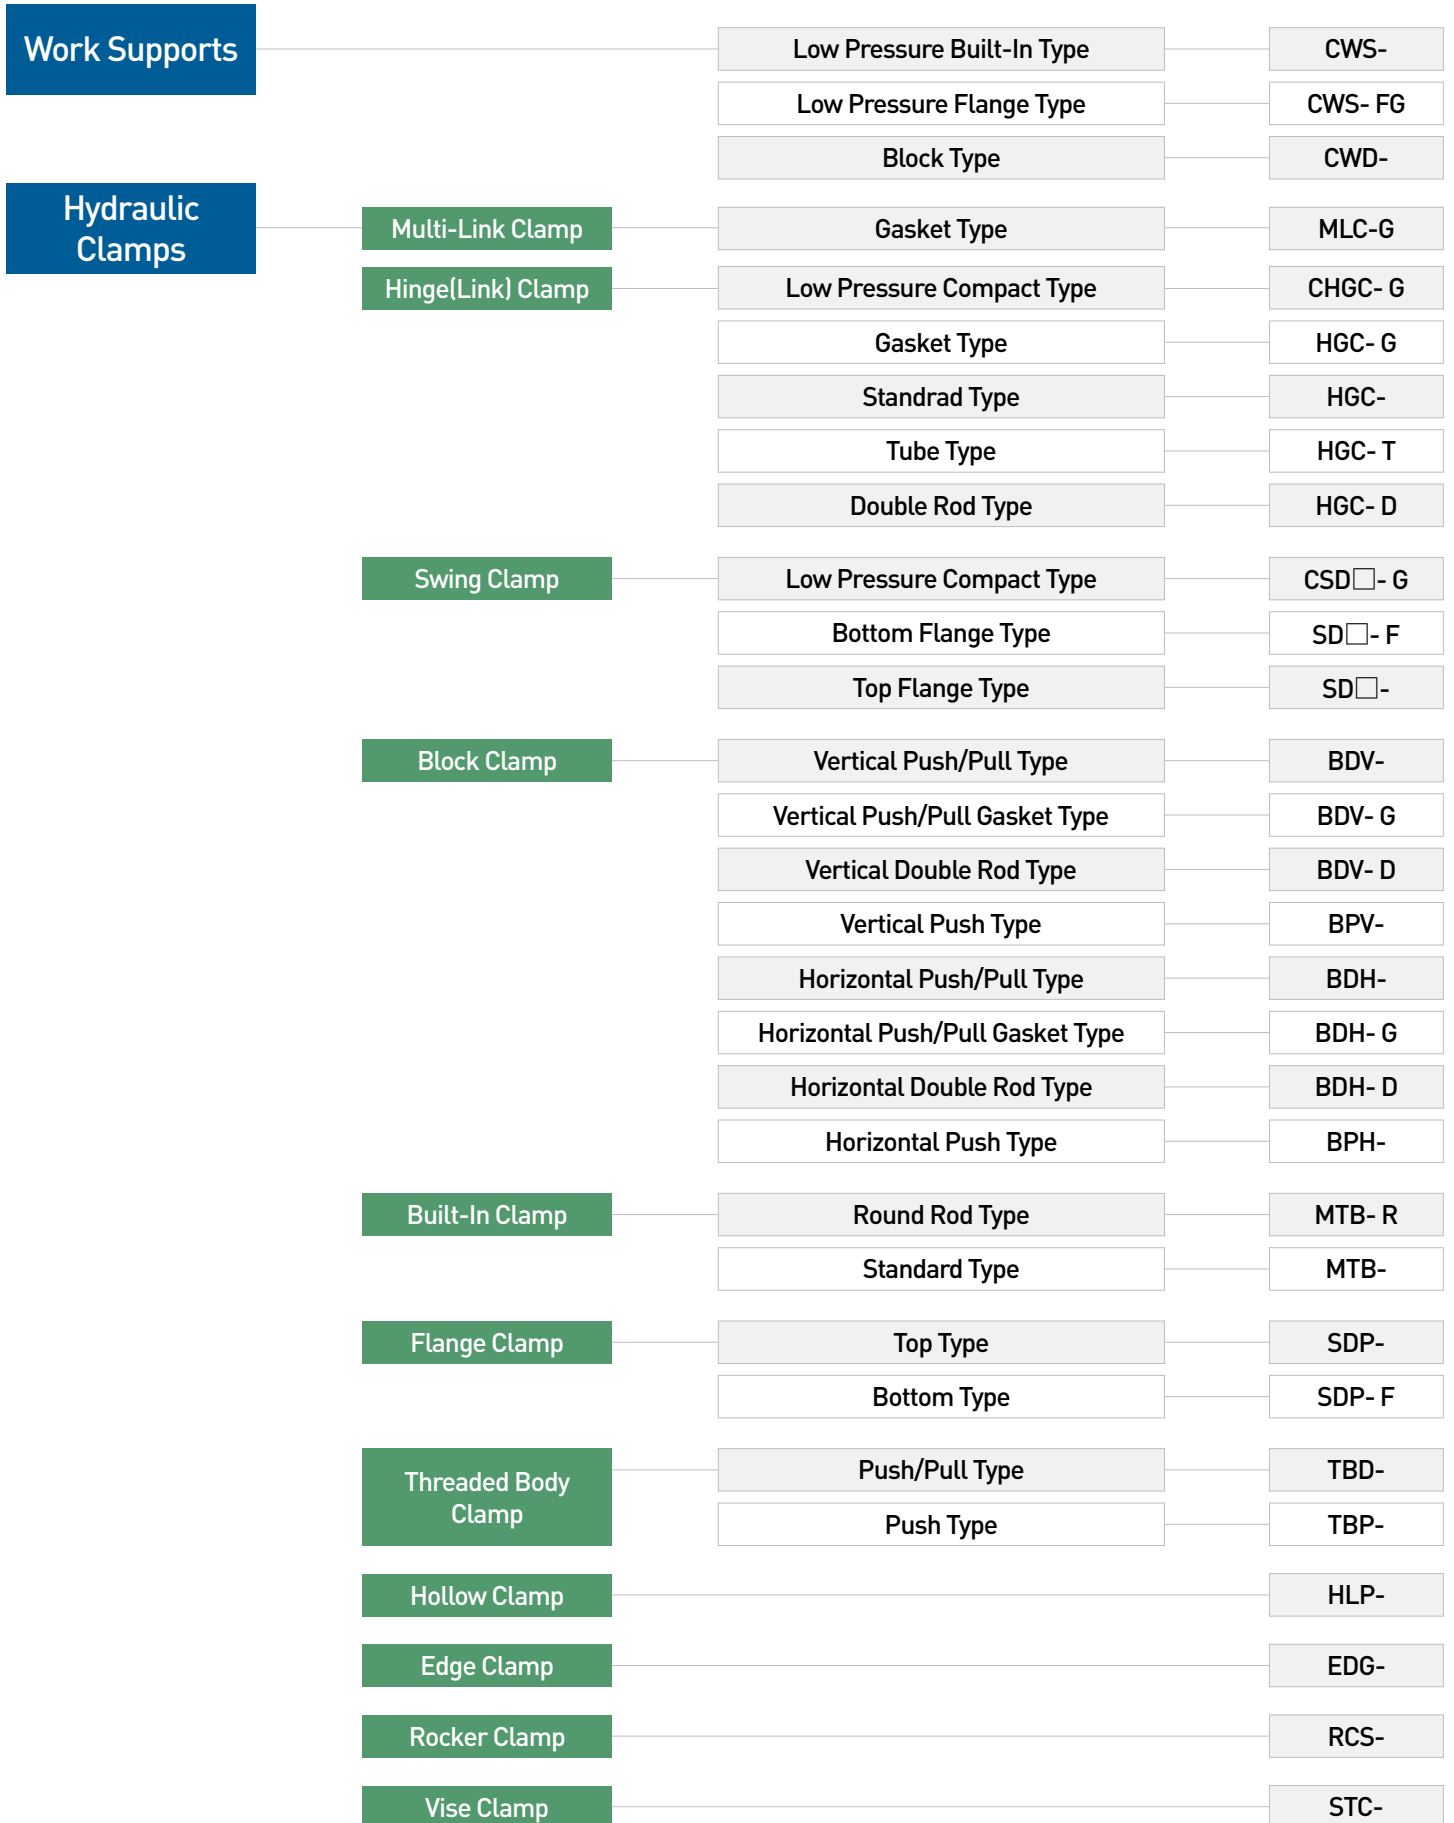 Work Supports
Low Pressure Built-In Type
CWS-
Low Pressure Flange Type
CWS- FG
Block Type
CWD-
Hydraulic
Clamps
Multi-Link Clamp
Gasket Type
MLC-G
Hinge(Link) Clamp
Low Pressure Compact Type
CHGC- G
Gasket Type
HGC- G
Standrad Type
HGC-
Tube Type
HGC- T
Double Rod Type
HGC- D
Swing Clamp
Low Pressure Compact Type
CSD□- G
Bottom Flange Type
SD□- F
Top Flange Type
SD□-
Block Clamp
Vertical Push/Pull Type
BDV-
Vertical Push/Pull Gasket Type
BDV- G
Vertical Double Rod Type
BDV- D
Vertical Push Type
BPV-
Horizontal Push/Pull Type
BDH-
Horizontal Push/Pull Gasket Type
BDH- G
Horizontal Double Rod Type
BDH- D
Horizontal Push Type
BPH-
Built-In Clamp
Round Rod Type
MTB- R
Standard Type
MTB-
Flange Clamp
Top Type
SDP-
Bottom Type
SDP- F
Threaded Body
Clamp
Push/Pull Type
TBD-
Push Type
TBP-
Hollow Clamp
HLP-
Edge Clamp
EDG-
Rocker Clamp
RCS-
Vise Clamp
STC-